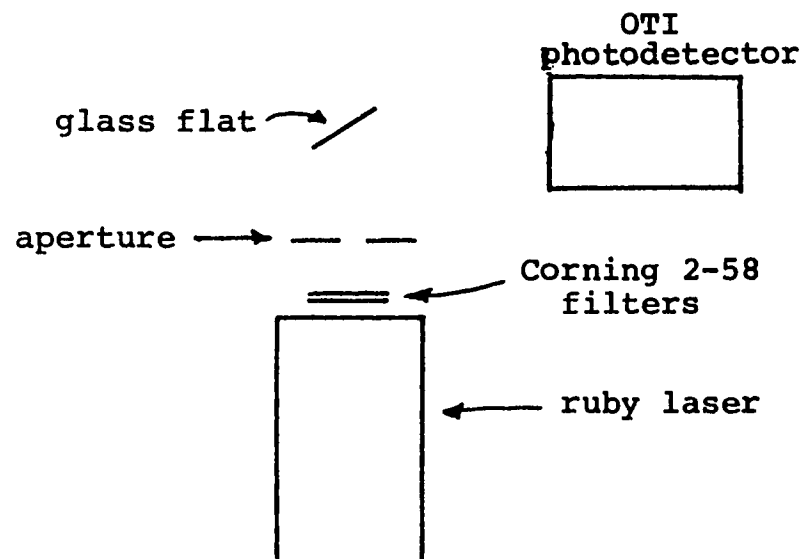 OTI
photodetector
glass flat
aperture
Corning 2-58
filters
ruby laser